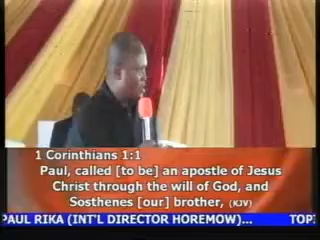 1 Corinthians 1:1
Paul, called [to be] an apostle of Jesus
Christ through the will of God, and
Sosthenes [our] brother, (KJV)
PAUL RIKA (INT'L DIRECTOR HOREMOW)... TOP